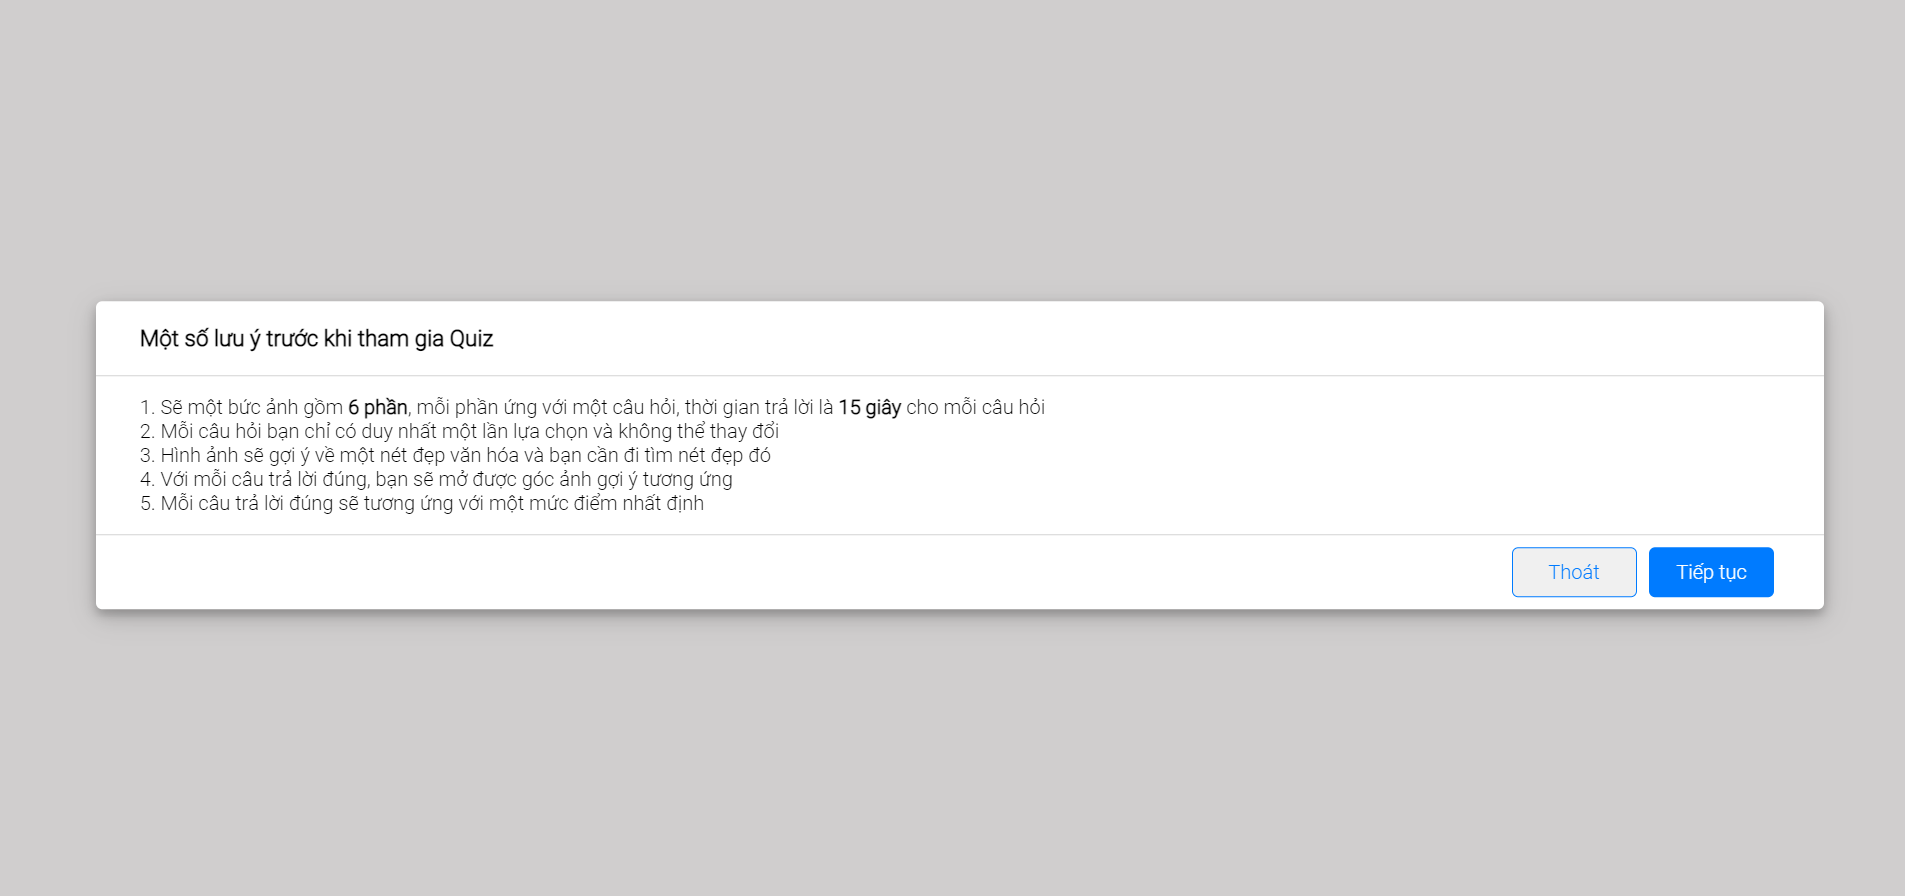 Một số lưu ý trước khi tham gia Quiz
1. Sẽ một bức ảnh gồm 6 phần, mỗi phần ứng với một câu hỏi, thời gian trả lời là 15 giây cho mỗi câu hỏi
2. Mỗi câu hỏi bạn chỉ có duy nhất một lần lựa chọn và không thể thay đổi
3. Hình ảnh sẽ gợi ý về một nét đẹp văn hóa và bạn cần đi tìm nét đẹp đó
4. Với mỗi câu trả lời đúng, bạn sẽ mở được góc ảnh gợi ý tương ứng
5. Mỗi câu trả lời đúng sẽ tương ứng với một mức điểm nhất định
Thoát
Tiếp tục